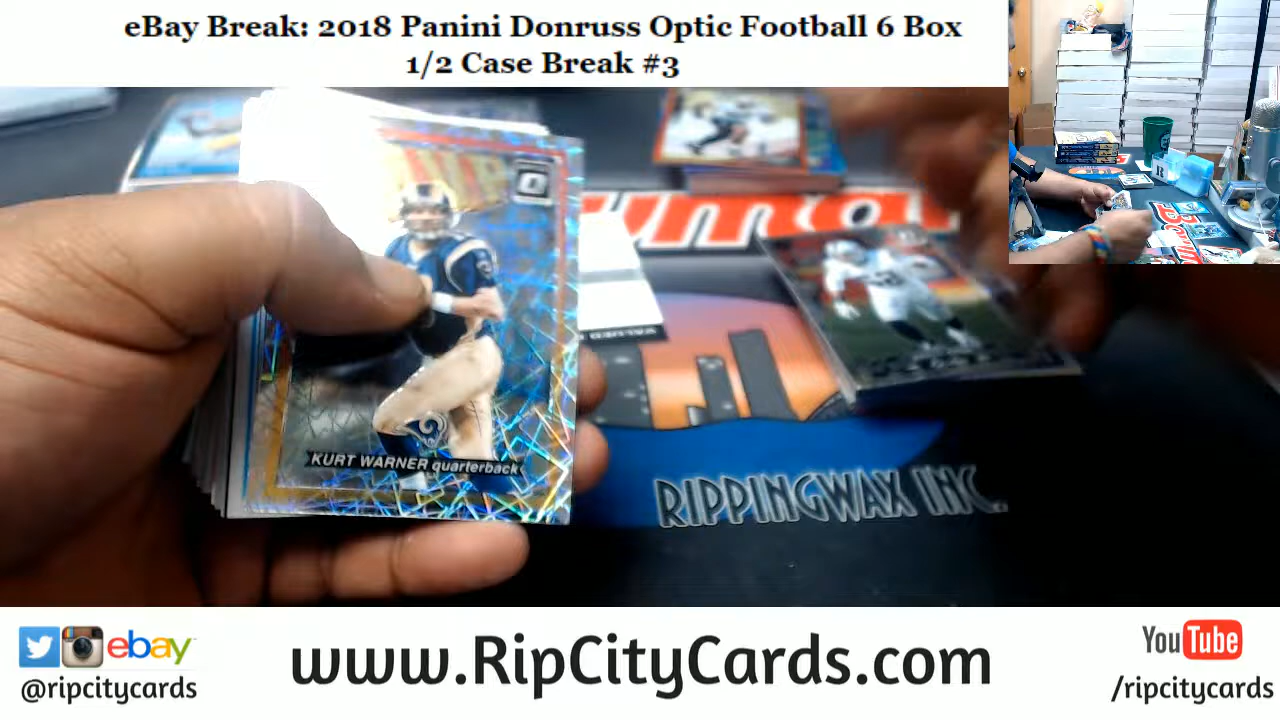 eBay Break: 2018 Panini Donruss Optic Football 6 Box
1/2 Case Break #3
KURT WARNER quarterback
RIPPINGWAX INC.
ebay
@ripcitycards
www.RipCityCards.com
YouTube
/ripcitycards